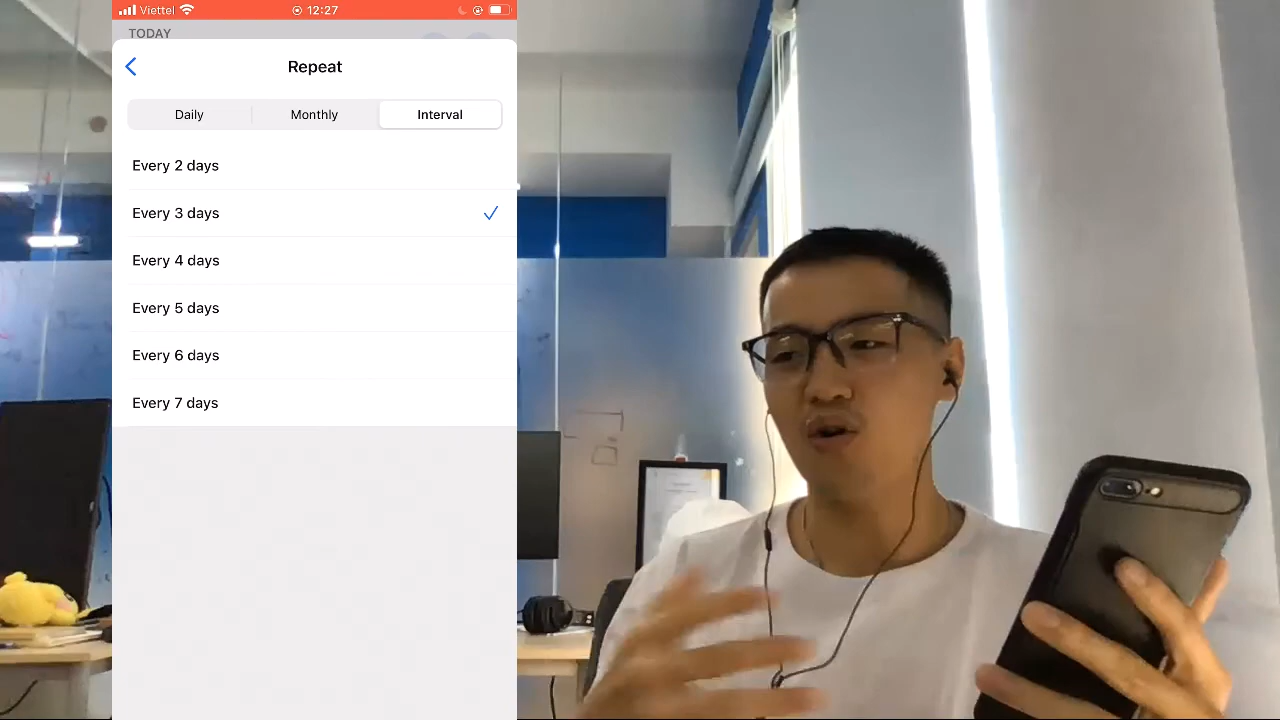 Viettel 12:27
TODAY
Repeat
Daily Monthly Interval
Every 2 days
Every 3 days
Every 4 days
Every 5 days
Every 6 days
Every 7 days